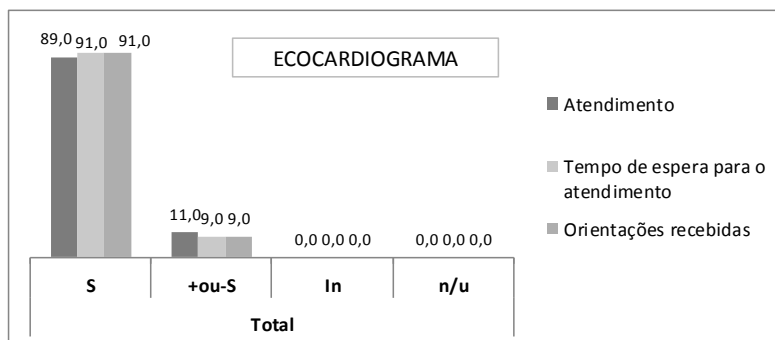 ECOCARDIOGRAMA
89,0 91,0 91,0
11,0 9,0 9,0
0,0 0,0 0,0
0,0 0,0 0,0
S +ou-S In n/u
Total
Atendimento
Tempo de espera para o
atendimento
Orientações recebidas